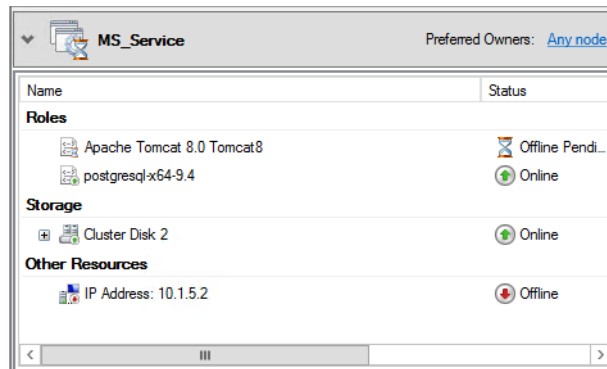 MS_Service Preferred Owners: Any node
Name Status
Roles
Apache Tomcat 8.0 Tomcat8 Offline Pendi...
postgresql-x64-9.4 Online
Storage
Cluster Disk 2 Online
Other Resources
IP Address: 10.1.5.2 Offline